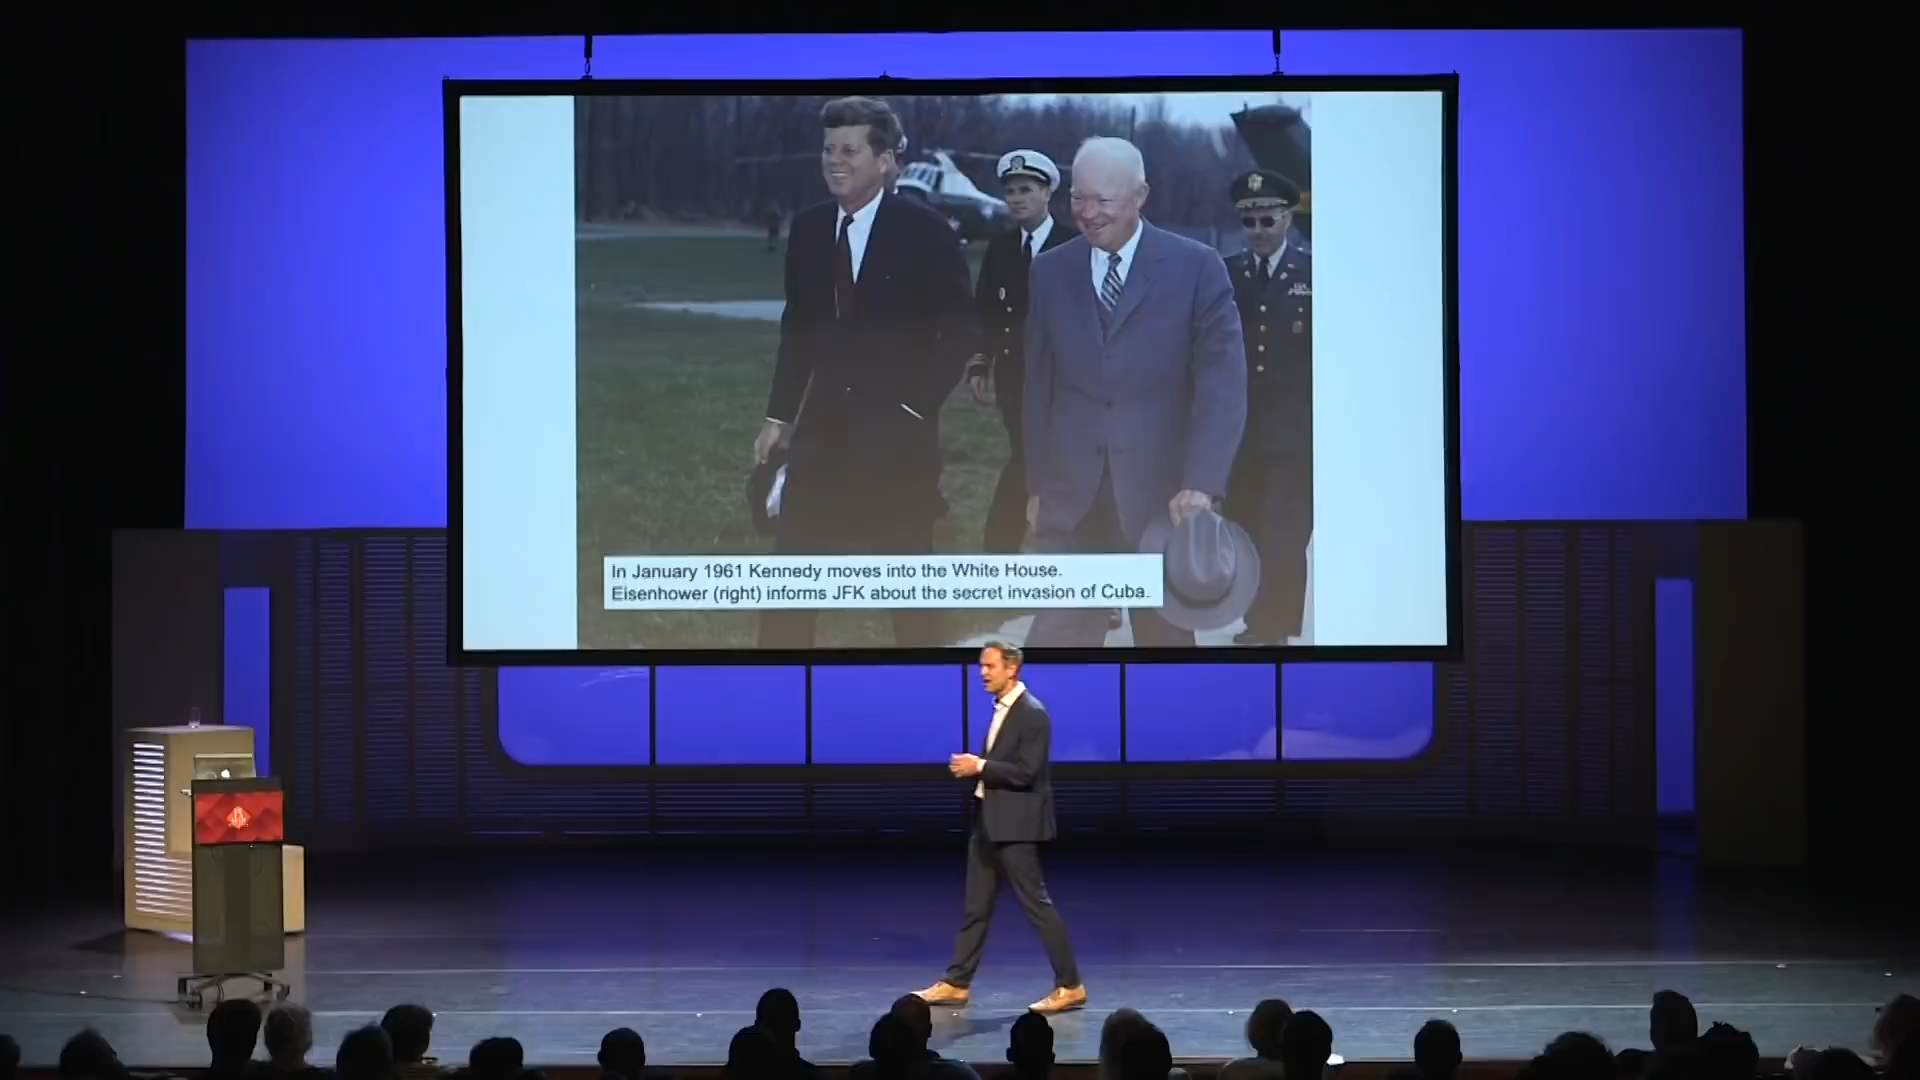 In January 1961 Kennedy moves into the White House.
Eisenhower (right) informs JFK about the secret invasion of Cuba.